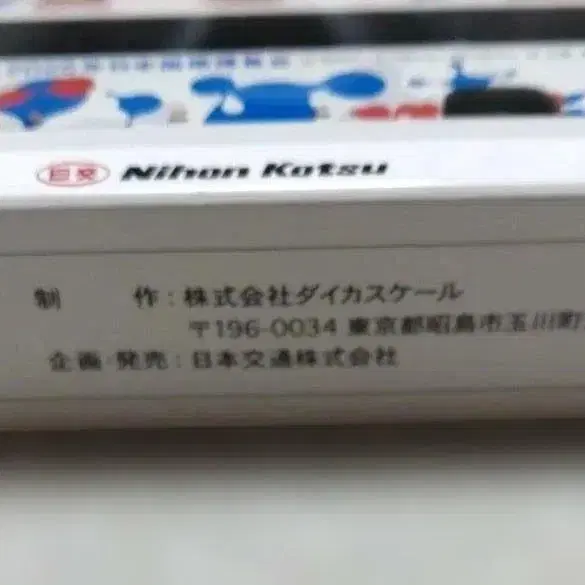 日交 Nihon Kotsu
制 作:株式会社ダイカスケール
〒196-0034 東京都昭島市玉川町
企画・発売:日本交通株式会社